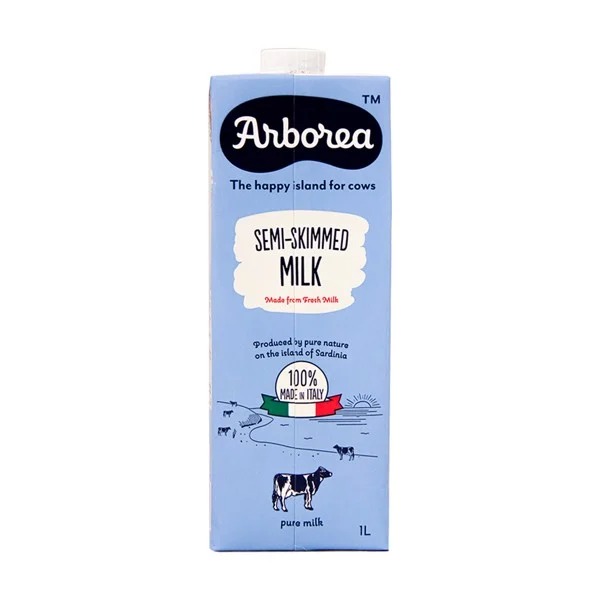 TM
Arborea
The happy island for cows
SEMI-SKIMMED
MILK
Made from Fresh Milk
Produced by pure nature
on the island of Sardinia
100%
MADE IN ITALY
pure milk
1L